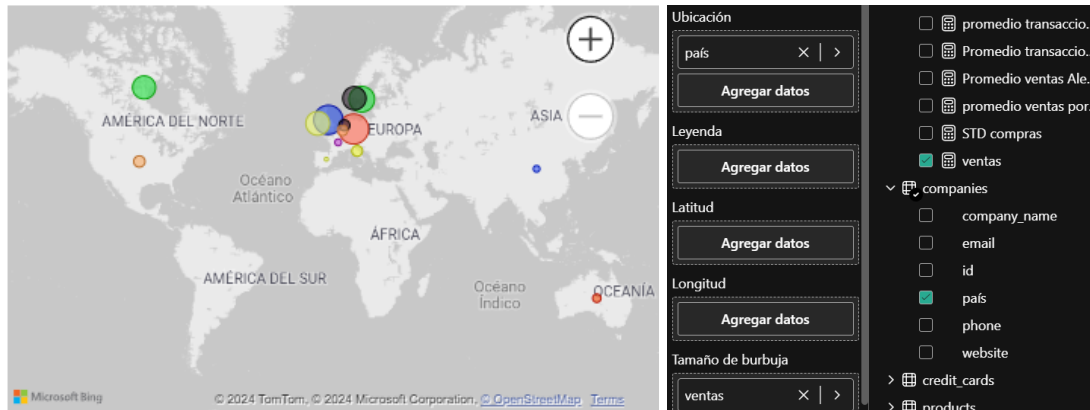 AMÉRICA DEL NORTE
EUROPA
ASIA
Océano
Atlántico
ÁFRICA
AMÉRICA DEL SUR
Océano
Índico
OCEANÍA
Microsoft Bing
© 2024 TomTom, © 2024 Microsoft Corporation, © OpenStreetMap Terms
Ubicación
país
Agregar datos
Leyenda
Agregar datos
Latitud
Agregar datos
Longitud
Agregar datos
Tamaño de burbuja
ventas
promedio transaccio...
Promedio transaccio...
Promedio ventas Ale...
promedio ventas por...
STD compras
ventas
companies
company_name
email
id
país
phone
website
credit_cards
products